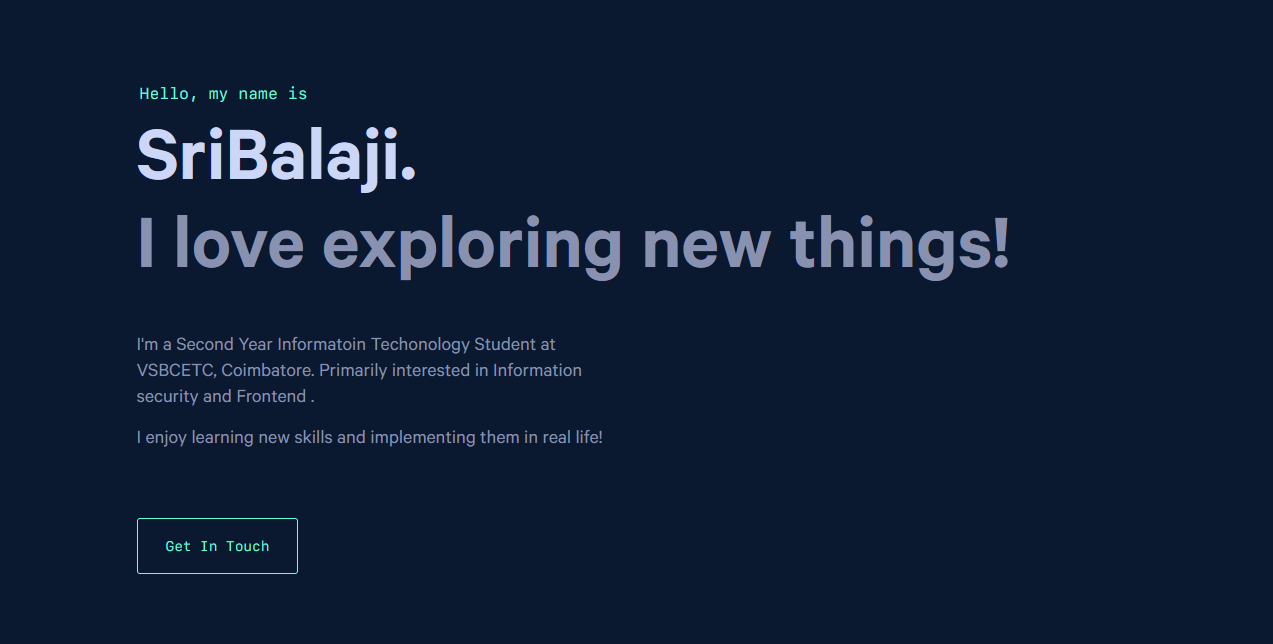 Hello, my name is
SriBalaji.
I love exploring new things!
I'm a Second Year Informatoin Techonology Student at
VSBCETC, Coimbatore. Primarily interested in Information
security and Frontend .
I enjoy learning new skills and implementing them in real life!
Get In Touch